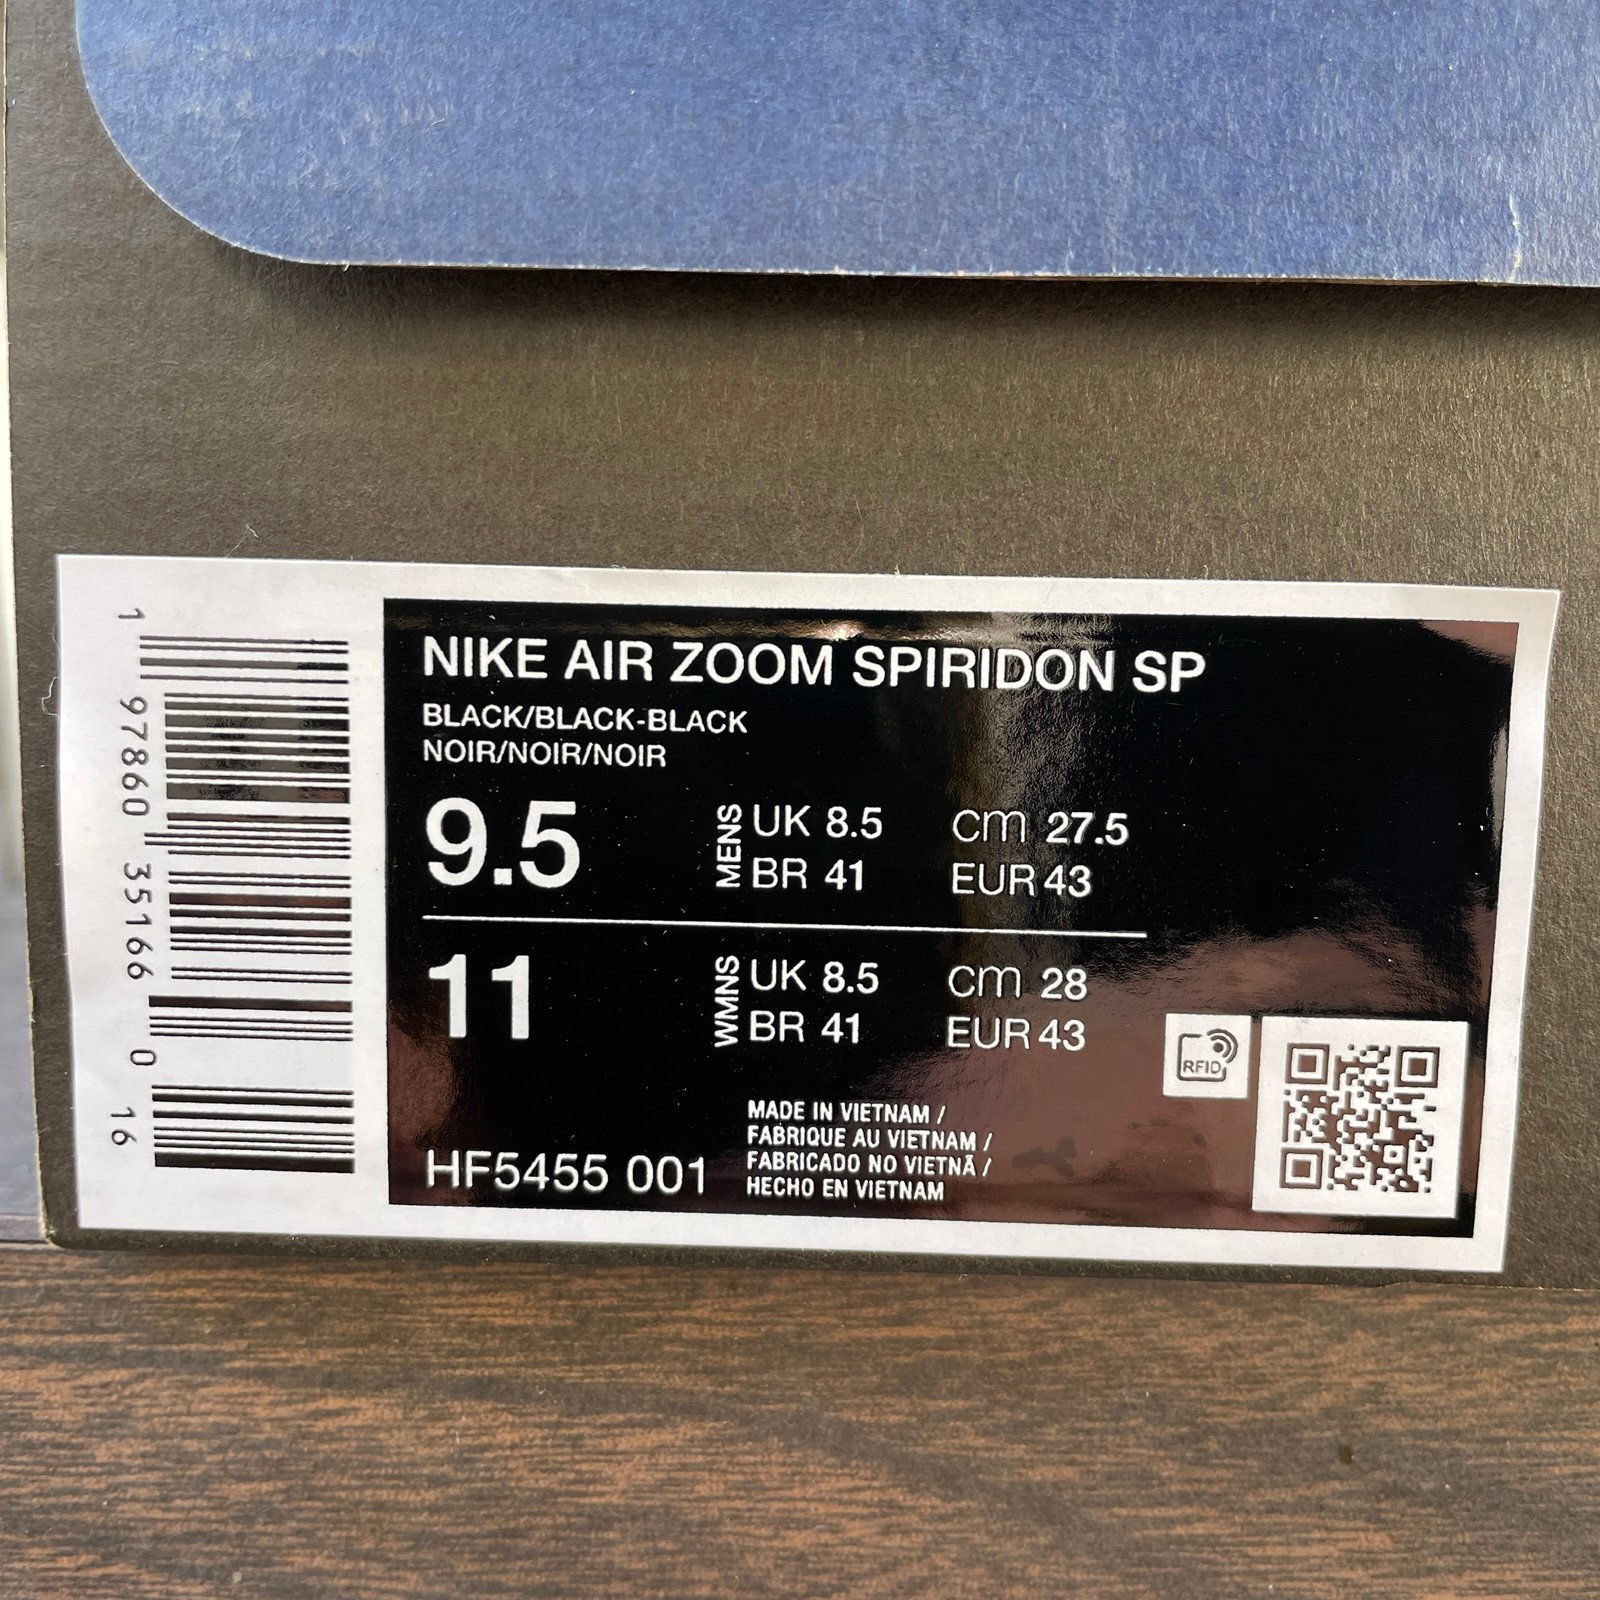 NIKE AIR ZOOM SPIRIDON SP
BLACK/BLACK-BLACK
NOIR/NOIR/NOIR
9.5 MENS UK 8.5 cm 27.5
BR 41 EUR 43
11 WMNS UK 8.5 cm 28
BR 41 EUR 43
HF5455 001
MADE IN VIETNAM /
FABRIQUE AU VIETNAM /
FABRICADO NO VIETNÃ /
HECHO EN VIETNAM
RFID
1 97860 35166 0 16